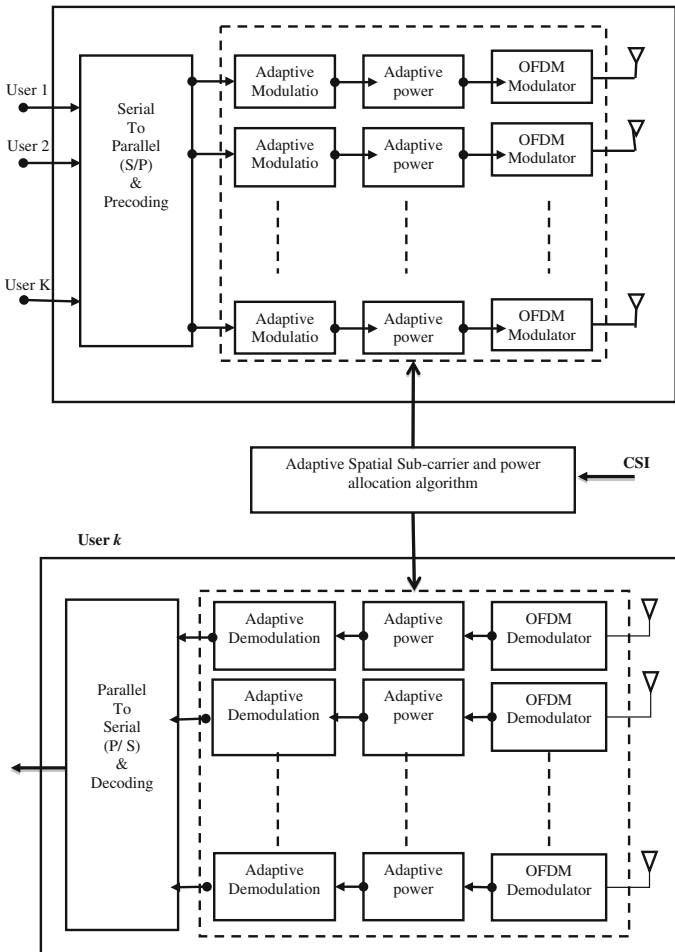 User 1
User 2
User K
Serial
To
Parallel
(S/P)
&
Precoding
Adaptive
Modulatio
Adaptive
power
OFDM
Modulator
Adaptive
Modulatio
Adaptive
power
OFDM
Modulator
Adaptive
Modulatio
Adaptive
power
OFDM
Modulator
Adaptive Spatial Sub-carrier and power
allocation algorithm
CSI
User k
Parallel
To
Serial
(P/ S)
&
Decoding
Adaptive
Demodulation
Adaptive
power
OFDM
Demodulator
Adaptive
Demodulation
Adaptive
power
OFDM
Demodulator
Adaptive
Demodulation
Adaptive
power
OFDM
Demodulator